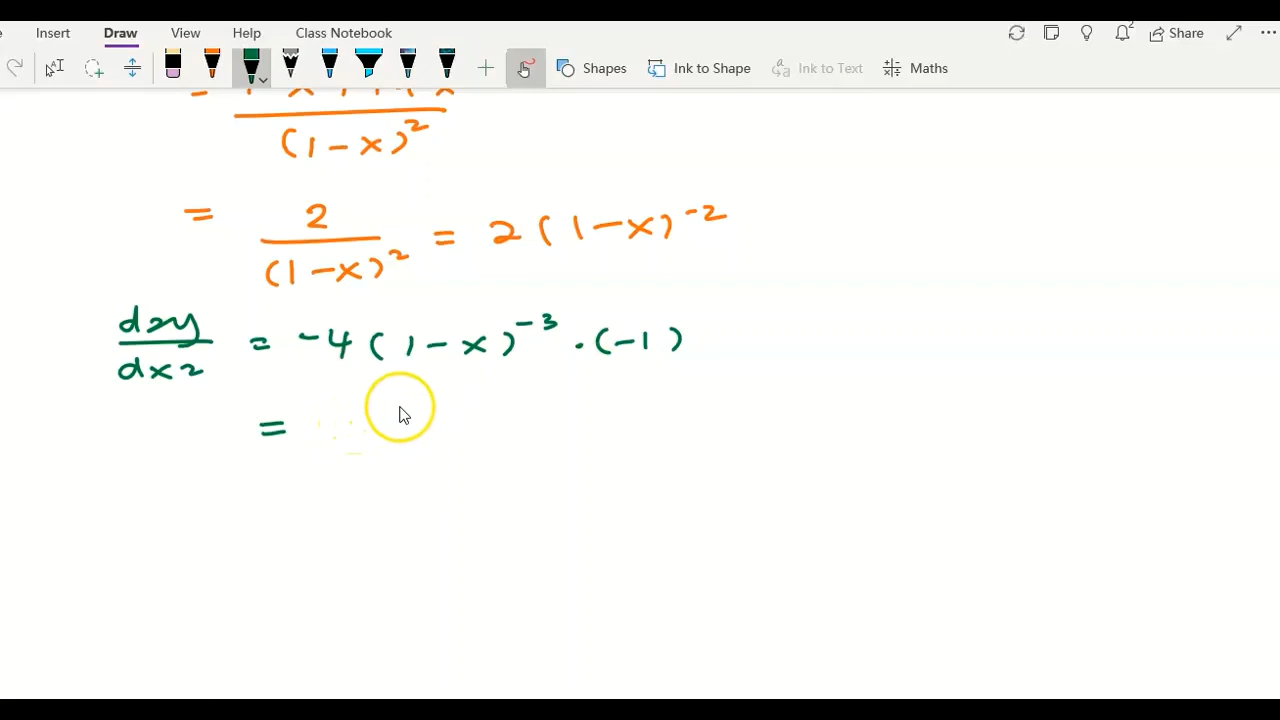 Insert Draw View Help Class Notebook 2 Share
Shapes Ink to Shape Ink to Text Maths
(1-x)²
= 2/(1-x)² = 2(1-x)⁻²
d2y/dx2 = -4(1-x)⁻³ · (-1)
=